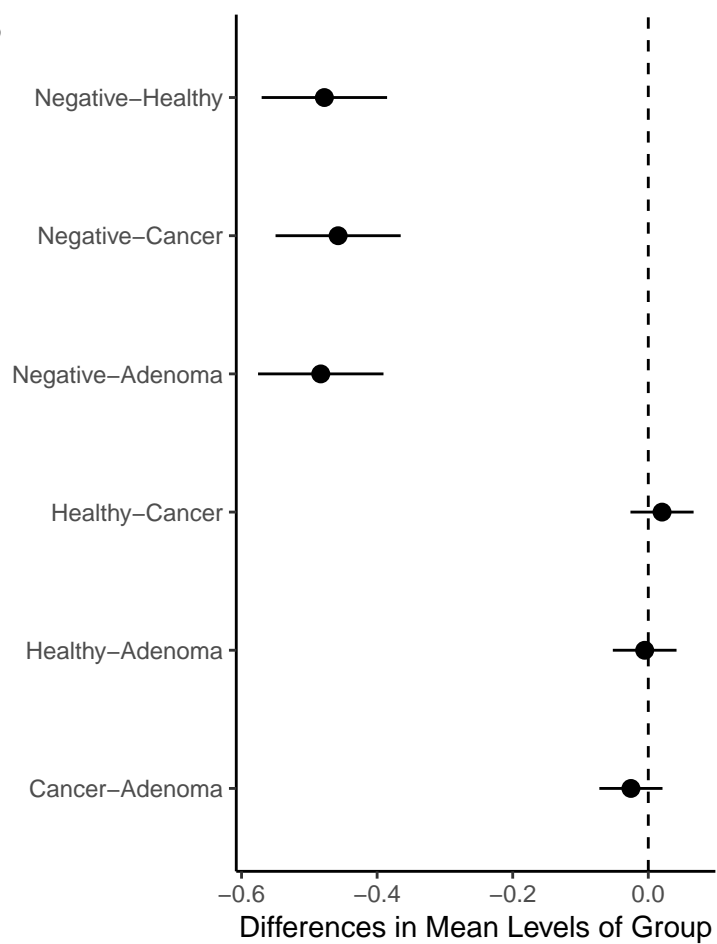 Negative−Healthy
Negative−Cancer
Negative−Adenoma
Healthy−Cancer
Healthy−Adenoma
Cancer−Adenoma
−0.6 −0.4 −0.2 0.0
Differences in Mean Levels of Group